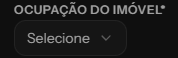 OCUPAÇÃO DO IMÓVEL*
Selecione